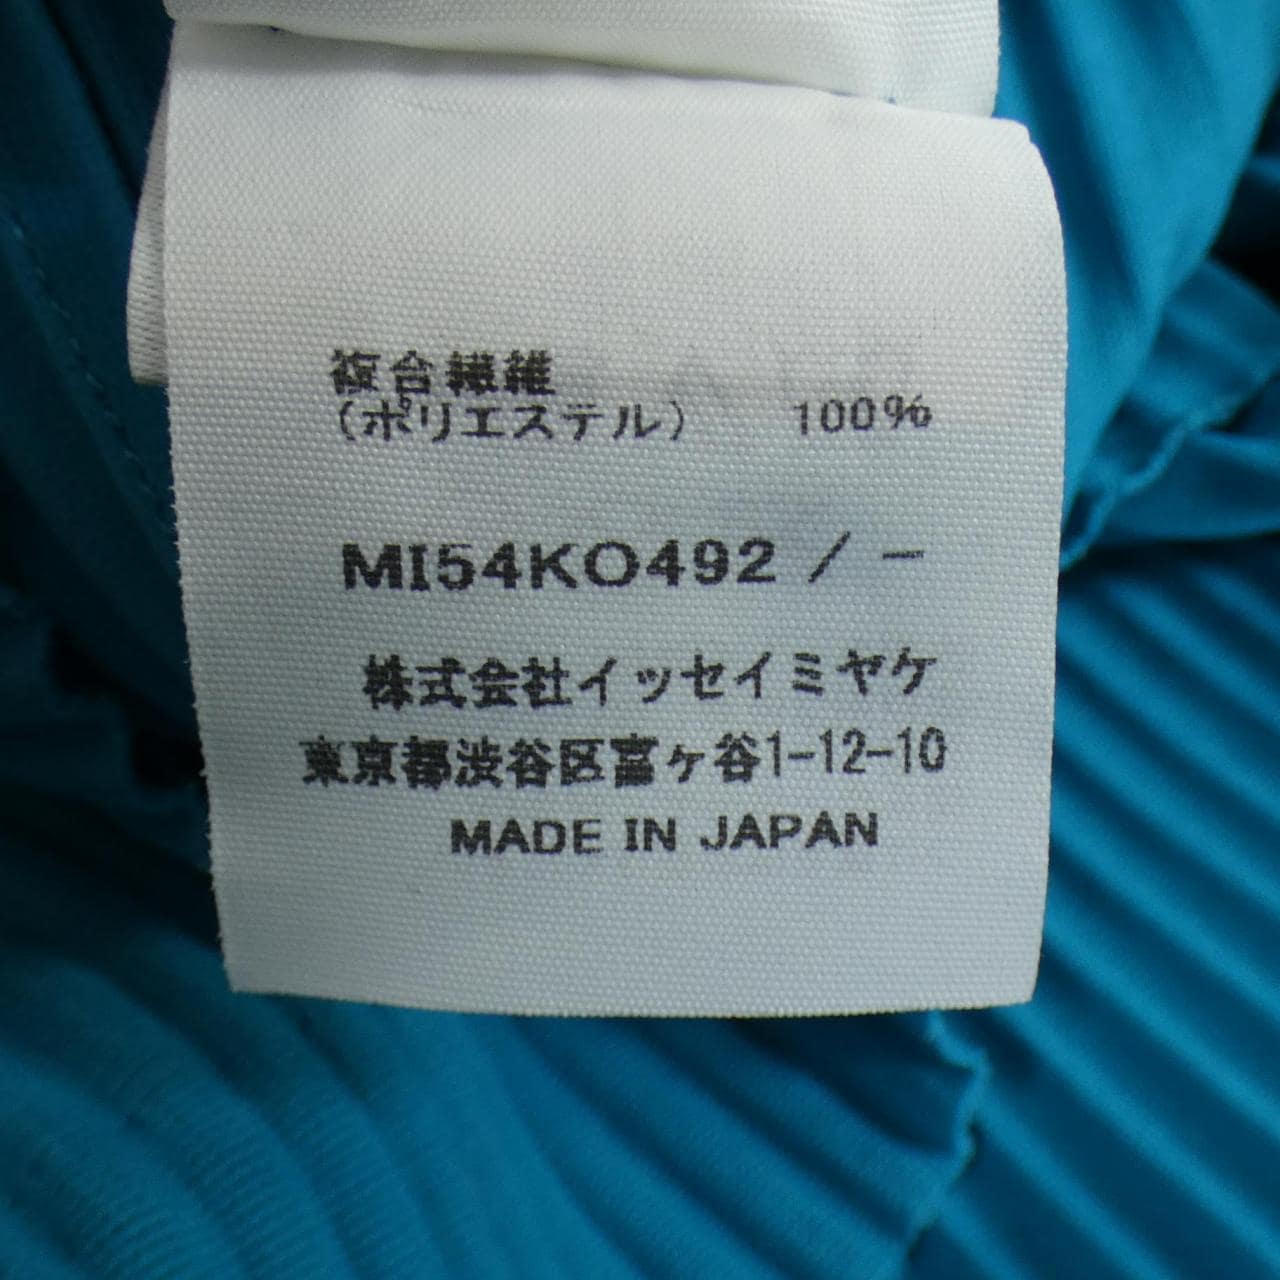 複合繊維
(ポリエステル) 100%
MI54KO492 / -
株式会社イッセイミヤケ
東京都渋谷区富ヶ谷1-12-10
MADE IN JAPAN